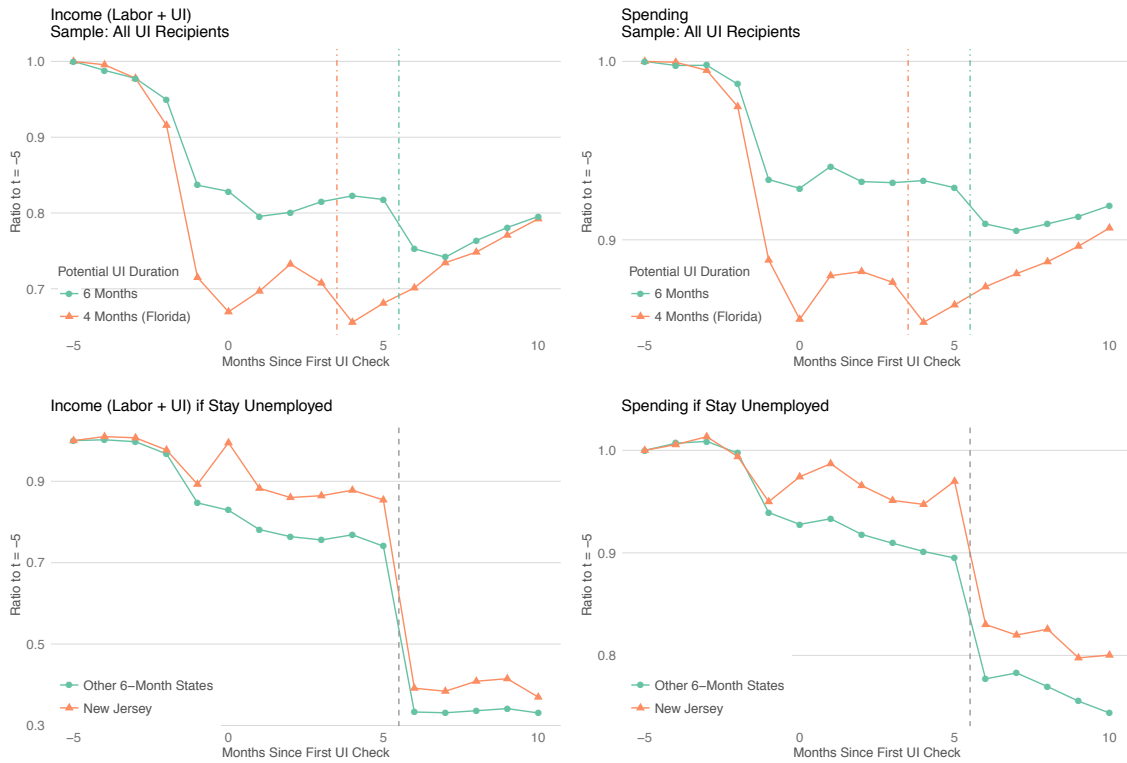 Income (Labor + UI)
Sample: All UI Recipients
Ratio to t = −5
1.0
0.9
0.8
0.7
Potential UI Duration
6 Months
4 Months (Florida)
−5
0
5
10
Months Since First UI Check
Spending
Sample: All UI Recipients
Ratio to t = −5
1.0
0.9
Potential UI Duration
6 Months
4 Months (Florida)
−5
0
5
10
Months Since First UI Check
Income (Labor + UI) if Stay Unemployed
Ratio to t = −5
0.9
0.7
0.5
0.3
Other 6−Month States
New Jersey
−5
0
5
10
Months Since First UI Check
Spending if Stay Unemployed
Ratio to t = −5
1.0
0.9
0.8
Other 6−Month States
New Jersey
−5
0
5
10
Months Since First UI Check